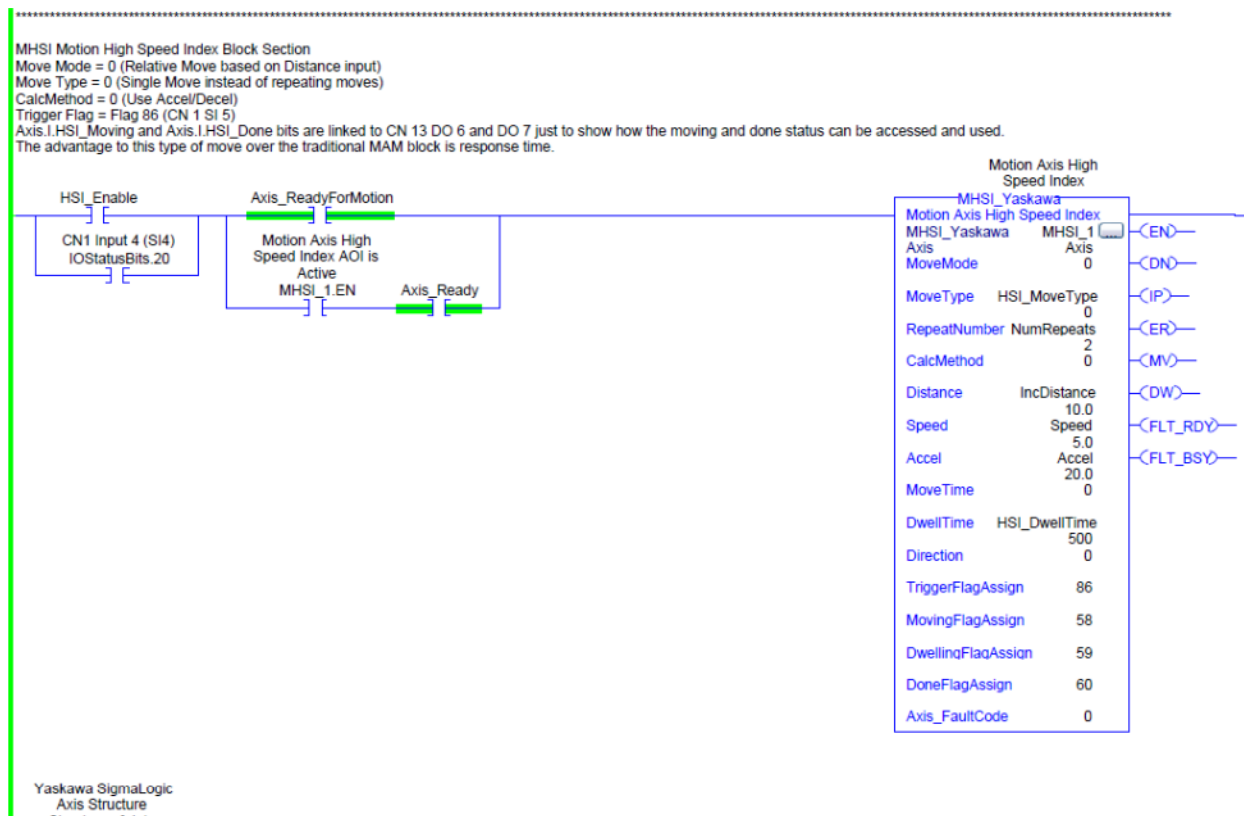 ****************************************************************************************************
MHSI Motion High Speed Index Block Section
Move Mode = 0 (Relative Move based on Distance input)
Move Type = 0 (Single Move instead of repeating moves)
CalcMethod = 0 (Use Accel/Decel)
Trigger Flag = Flag 86 (CN 1 SI 5)
Axis.I.HSI_Moving and Axis.I.HSI_Done bits are linked to CN 13 DO 6 and DO 7 just to show how the moving and done status can be accessed and used.
The advantage to this type of move over the traditional MAM block is response time.
HSI_Enable
CN1 Input 4 (SI4)
IOStatusBits.20
Axis_ReadyForMotion
Motion Axis High
Speed Index AOI is
Active
MHSI_1.EN
Axis_Ready
Motion Axis High
Speed Index
MHSI_Yaskawa
Motion Axis High Speed Index
MHSI_Yaskawa MHSI_1 ...
Axis Axis
MoveMode 0
MoveType HSI_MoveType
0
RepeatNumber NumRepeats
2
CalcMethod 0
Distance IncDistance
10.0
Speed Speed
5.0
Accel Accel
20.0
MoveTime 0
DwellTime HSI_DwellTime
500
Direction 0
TriggerFlagAssign 86
MovingFlagAssign 58
DwellingFlagAssign 59
DoneFlagAssign 60
Axis_FaultCode 0
EN
DN
IP
ER
MV
DW
FLT_RDY
FLT_BSY
Yaskawa SigmaLogic
Axis Structure